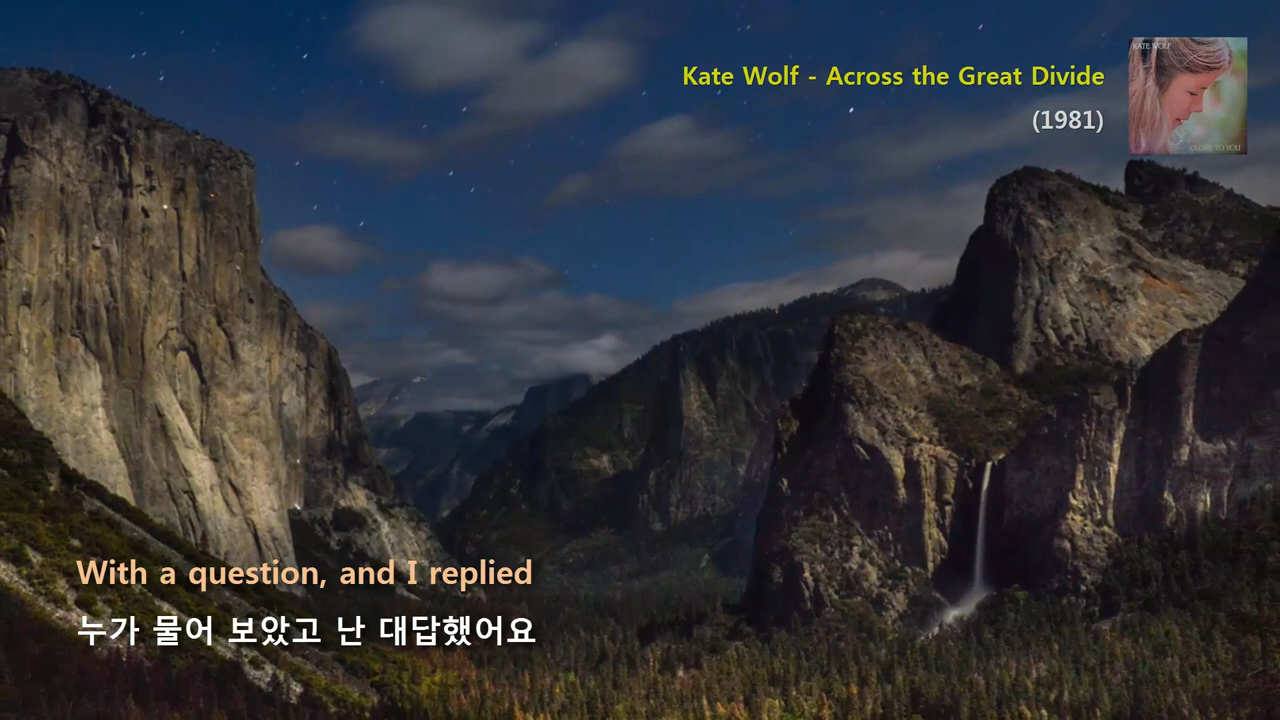 Kate Wolf - Across the Great Divide
(1981)
KATE WOLF
CLOSE TO YOU
With a question, and I replied
누가 물어 보았고 난 대답했어요